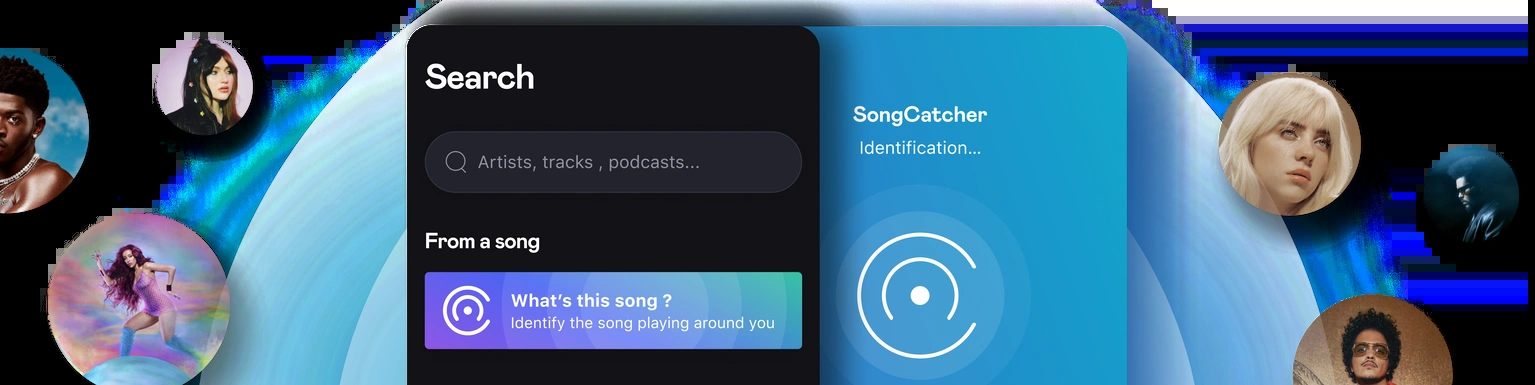 Search
Artists, tracks , podcasts...
From a song
What's this song ?
Identify the song playing around you
SongCatcher
Identification...